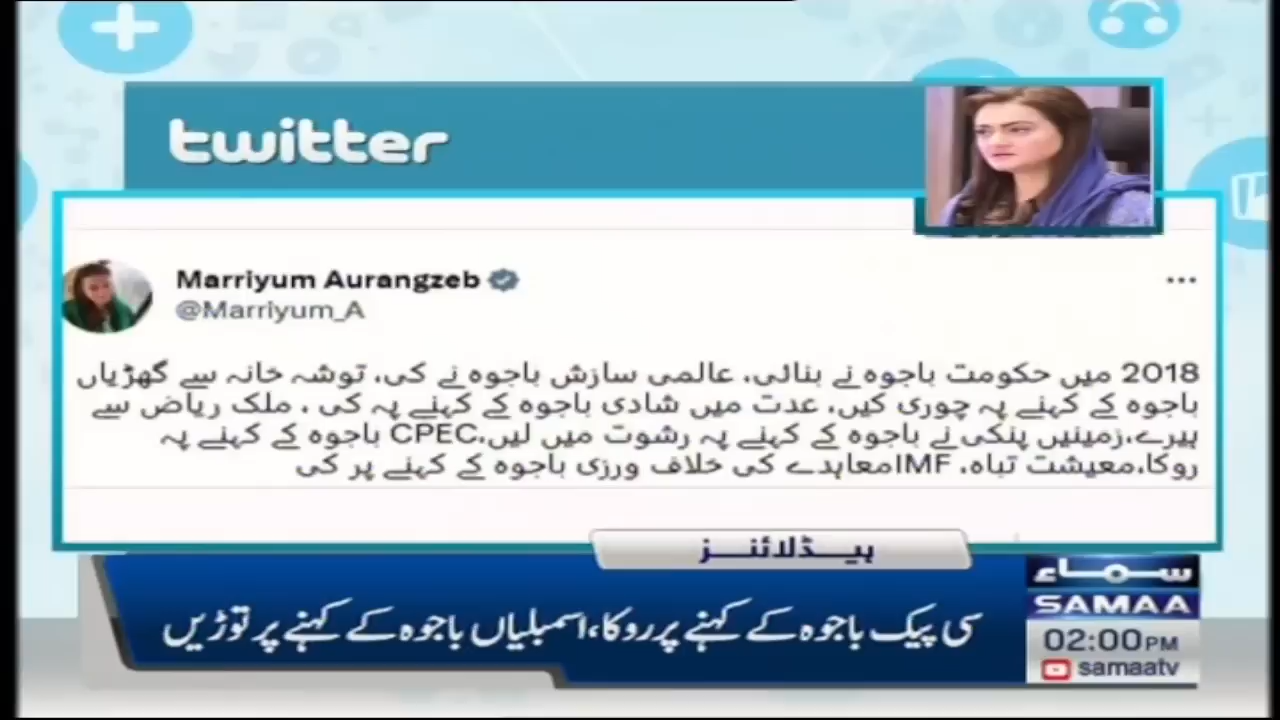 twitter
Marriyum Aurangzeb
@Marriyum_A
2018 میں حکومت باجوہ نے بنائی، عالمی سازش باجوہ نے کی، توشہ خانہ سے گھڑیاں
باجوہ کے کہنے پہ چوری کیں، عدت میں شادی باجوہ کے کہنے پہ کی ، ملک ریاض سے
ہیرے،زمینیں پنکی نے باجوہ کے کہنے پہ رشوت میں لیں،CPEC باجوہ کے کہنے پہ
روکا،معیشت تباہ، IMFمعاہدے کی خلاف ورزی باجوہ کے کہنے پر کی
ہیڈلائنز
سی پیک باجوہ کے کہنے پر روکا، اسمبلیاں باجوہ کے کہنے پر توڑیں
سماء
SAMAA
02:00 PM
samaatv